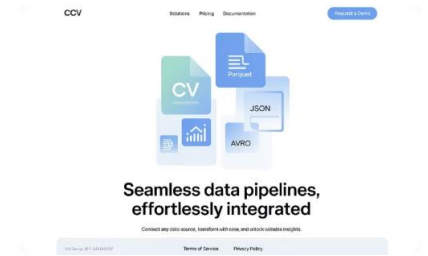 CCV
Solutions Pricing Documentation
Request a Demo
Parquet
CV
JSON
AVRO
Seamless data pipelines,
effortlessly integrated
Connect any data source, transform with ease, and unlock valuable insights.
Terms of Service Privacy Policy